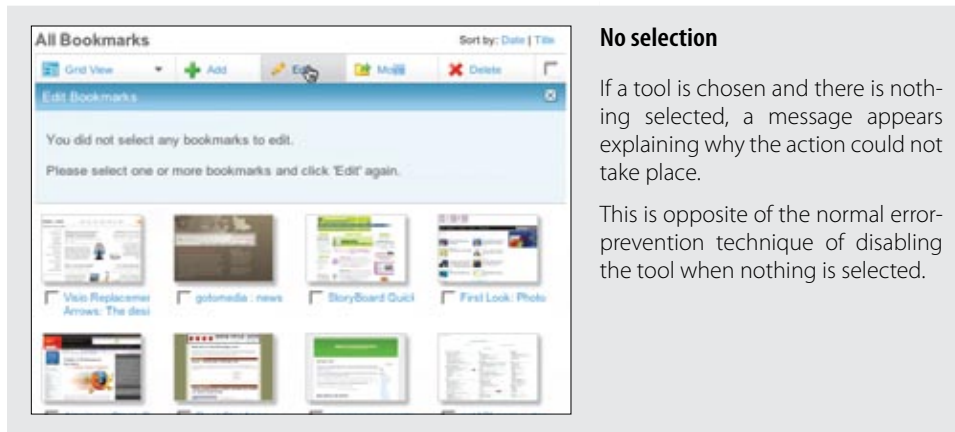 All Bookmarks
Sort by: Date | Title
Grid View
Add
Edit
Move
Delete
Edit Bookmarks
You did not select any bookmarks to edit.
Please select one or more bookmarks and click 'Edit' again.
Visio Replacemen
Arrows: The desi
gotomedia . news
StoryBoard Quick
First Look: Photo
No selection
If a tool is chosen and there is noth-
ing selected, a message appears
explaining why the action could not
take place.
This is opposite of the normal error-
prevention technique of disabling
the tool when nothing is selected.